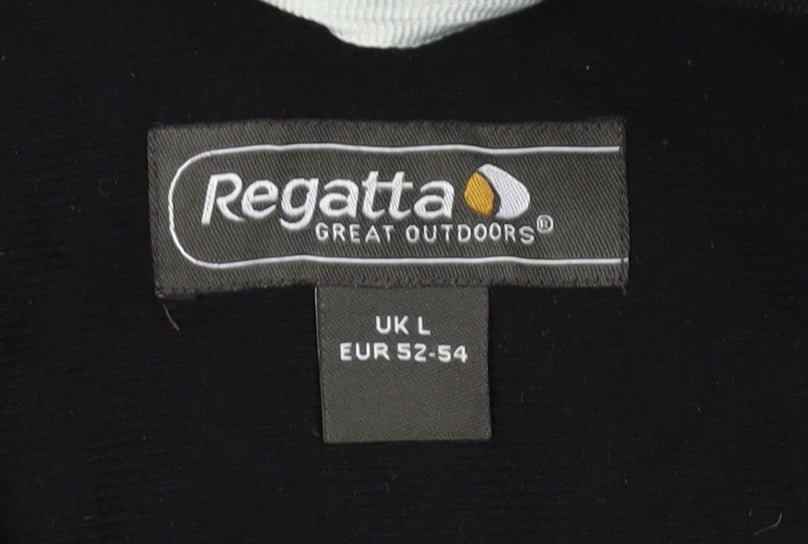 Regatta
GREAT OUTDOORS®
UK L
EUR 52-54